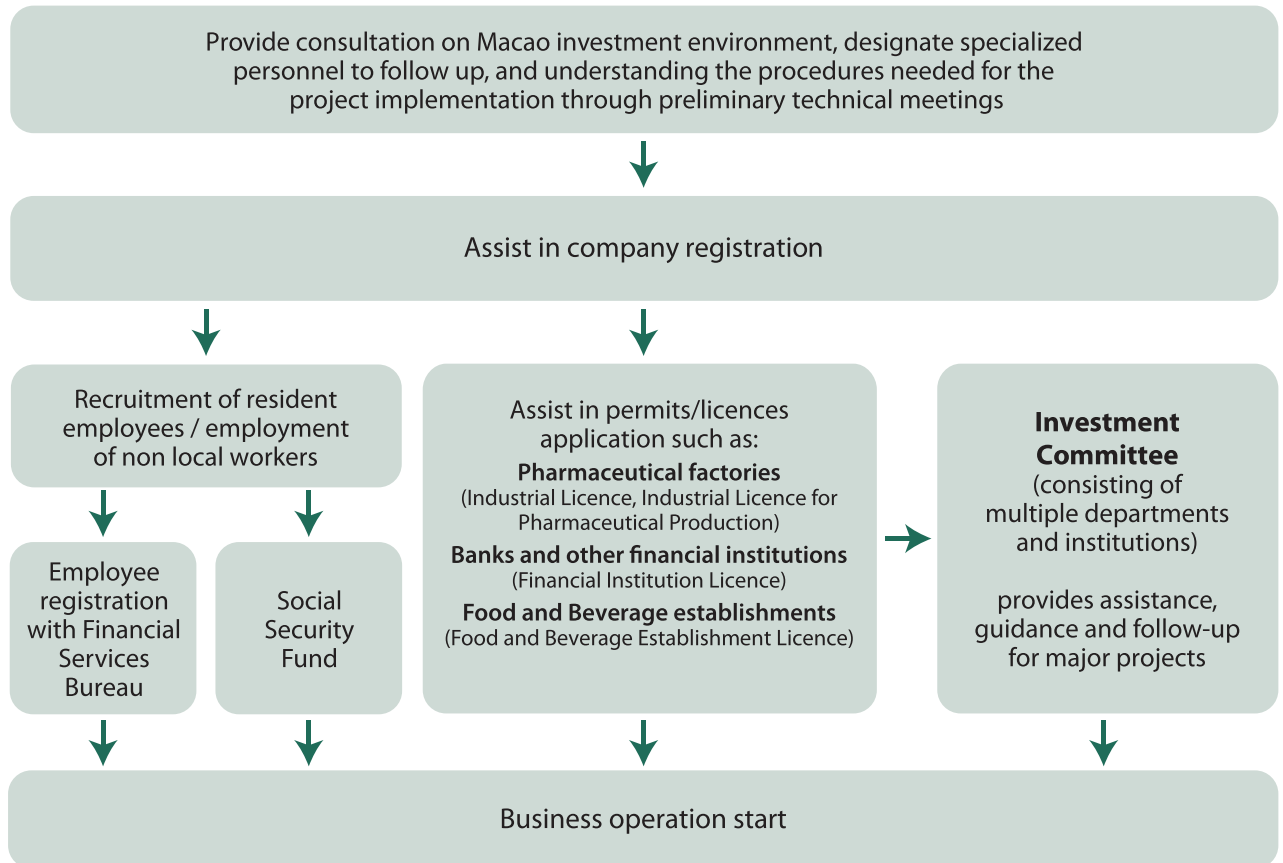 Provide consultation on Macao investment environment, designate specialized
personnel to follow up, and understanding the procedures needed for the
project implementation through preliminary technical meetings
Assist in company registration
Recruitment of resident
employees / employment
of non local workers
Employee
registration
with Financial
Services
Bureau
Social
Security
Fund
Assist in permits/licences
application such as:
Pharmaceutical factories
(Industrial Licence, Industrial Licence for
Pharmaceutical Production)
Banks and other financial institutions
(Financial Institution Licence)
Food and Beverage establishments
(Food and Beverage Establishment Licence)
Investment
Committee
(consisting of
multiple departments
and institutions)
provides assistance,
guidance and follow-up
for major projects
Business operation start